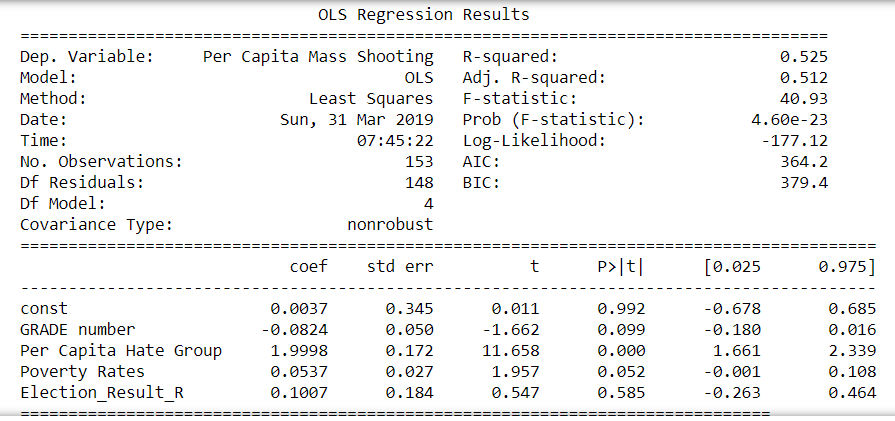 OLS Regression Results
==============================================================================
Dep. Variable: Per Capita Mass Shooting R-squared: 0.525
Model: OLS Adj. R-squared: 0.512
Method: Least Squares F-statistic: 40.93
Date: Sun, 31 Mar 2019 Prob (F-statistic): 4.60e-23
Time: 07:45:22 Log-Likelihood: -177.12
No. Observations: 153 AIC: 364.2
Df Residuals: 148 BIC: 379.4
Df Model: 4
Covariance Type: nonrobust
==========================================================================================
coef std err t P>|t| [0.025 0.975]
------------------------------------------------------------------------------------------
const 0.0037 0.345 0.011 0.992 -0.678 0.685
GRADE number -0.0824 0.050 -1.662 0.099 -0.180 0.016
Per Capita Hate Group 1.9998 0.172 11.658 0.000 1.661 2.339
Poverty Rates 0.0537 0.027 1.957 0.052 -0.001 0.108
Election_Result_R 0.1007 0.184 0.547 0.585 -0.263 0.464
==============================================================================